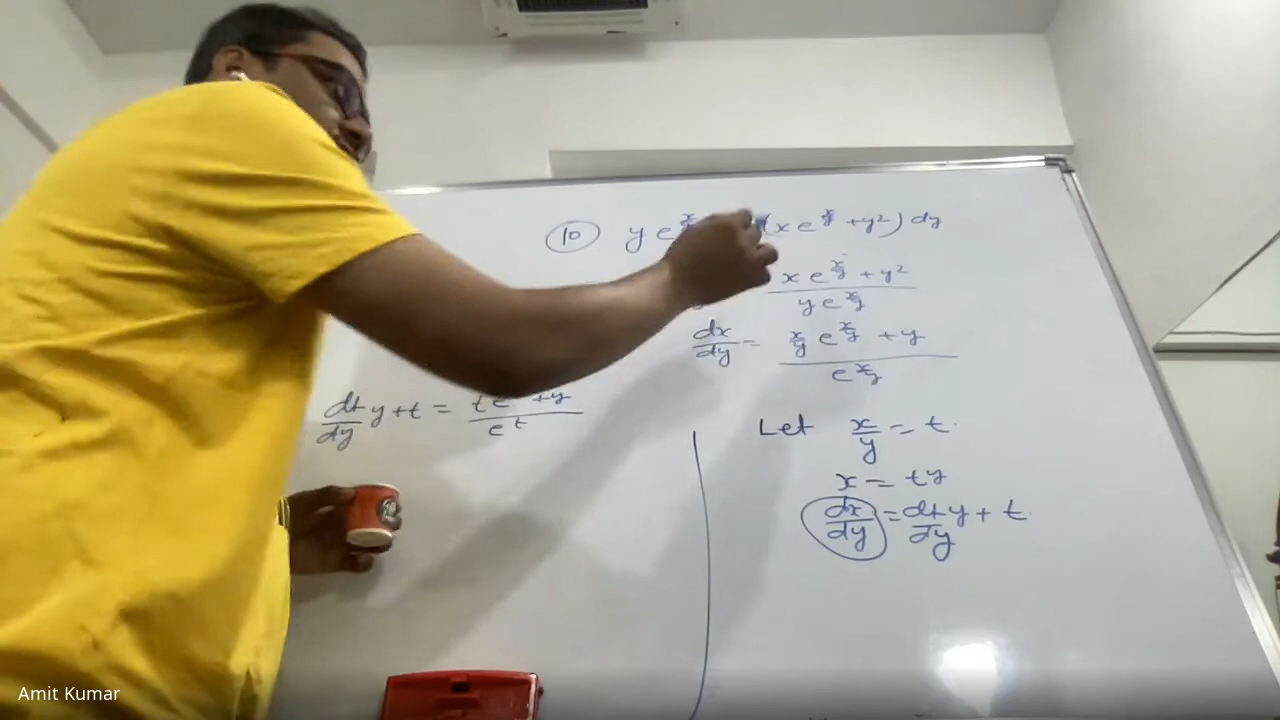 (10) y e^(x/y) (x e^(x/y) + y²) dy
x e^(x/y) + y² / y e^(x/y)
dx/dy = (x/y e^(x/y) + y) / e^(x/y)
dt/dy y + t = (t e + y) / e^t
Let x/y = t.
x = ty
dx/dy = dt/dy y + t.
Amit Kumar